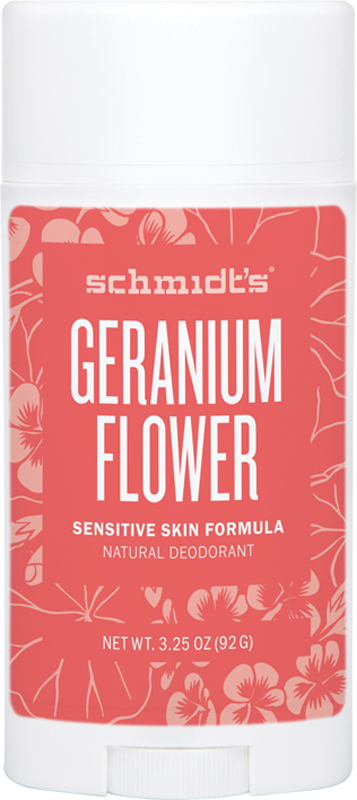 schmidt's®
GERANIUM
FLOWER
SENSITIVE SKIN FORMULA
NATURAL DEODORANT
NET WT. 3.25 OZ (92 G)